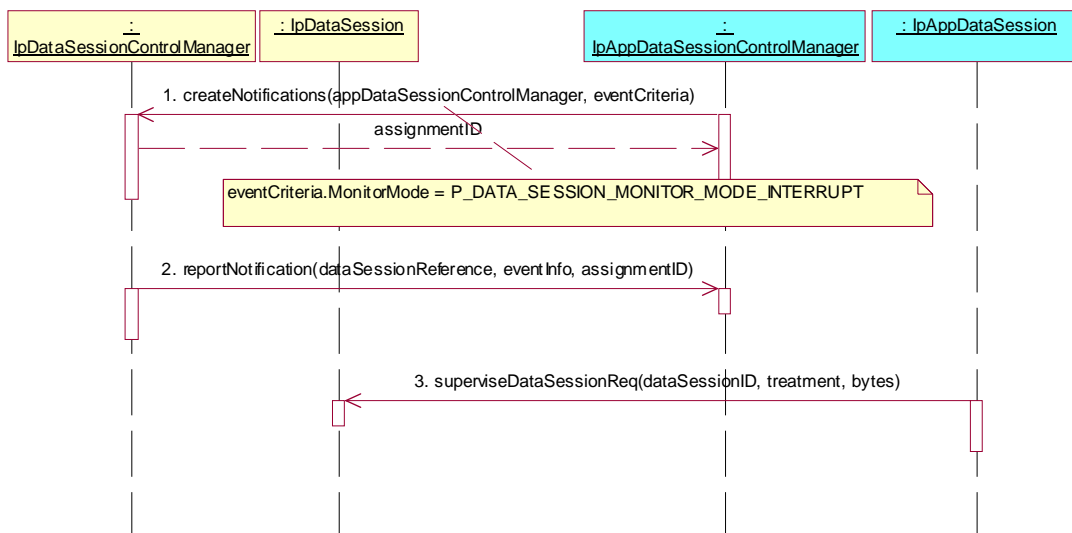 :
IpDataSessionControlManager
: IpDataSession
:
IpAppDataSessionControlManager
: IpAppDataSession
1. createNotifications(appDataSessionControlManager, eventCriteria)
assignmentID
eventCriteria.MonitorMode = P_DATA_SESSION_MONITOR_MODE_INTERRUPT
2. reportNotification(dataSessionReference, eventInfo, assignmentID)
3. superviseDataSessionReq(dataSessionID, treatment, bytes)